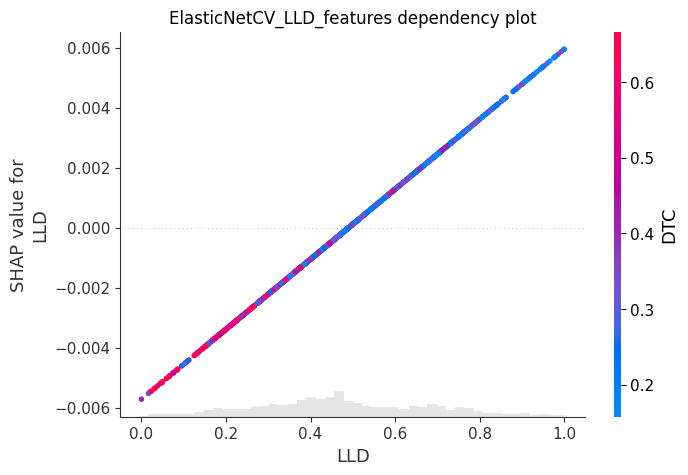 ElasticNetCV_LLD_features dependency plot
0.006
0.004
0.002
0.000
−0.002
−0.004
−0.006
SHAP value for
LLD
0.0 0.2 0.4 0.6 0.8 1.0
LLD
0.6
0.5
0.4
0.3
0.2
DTC